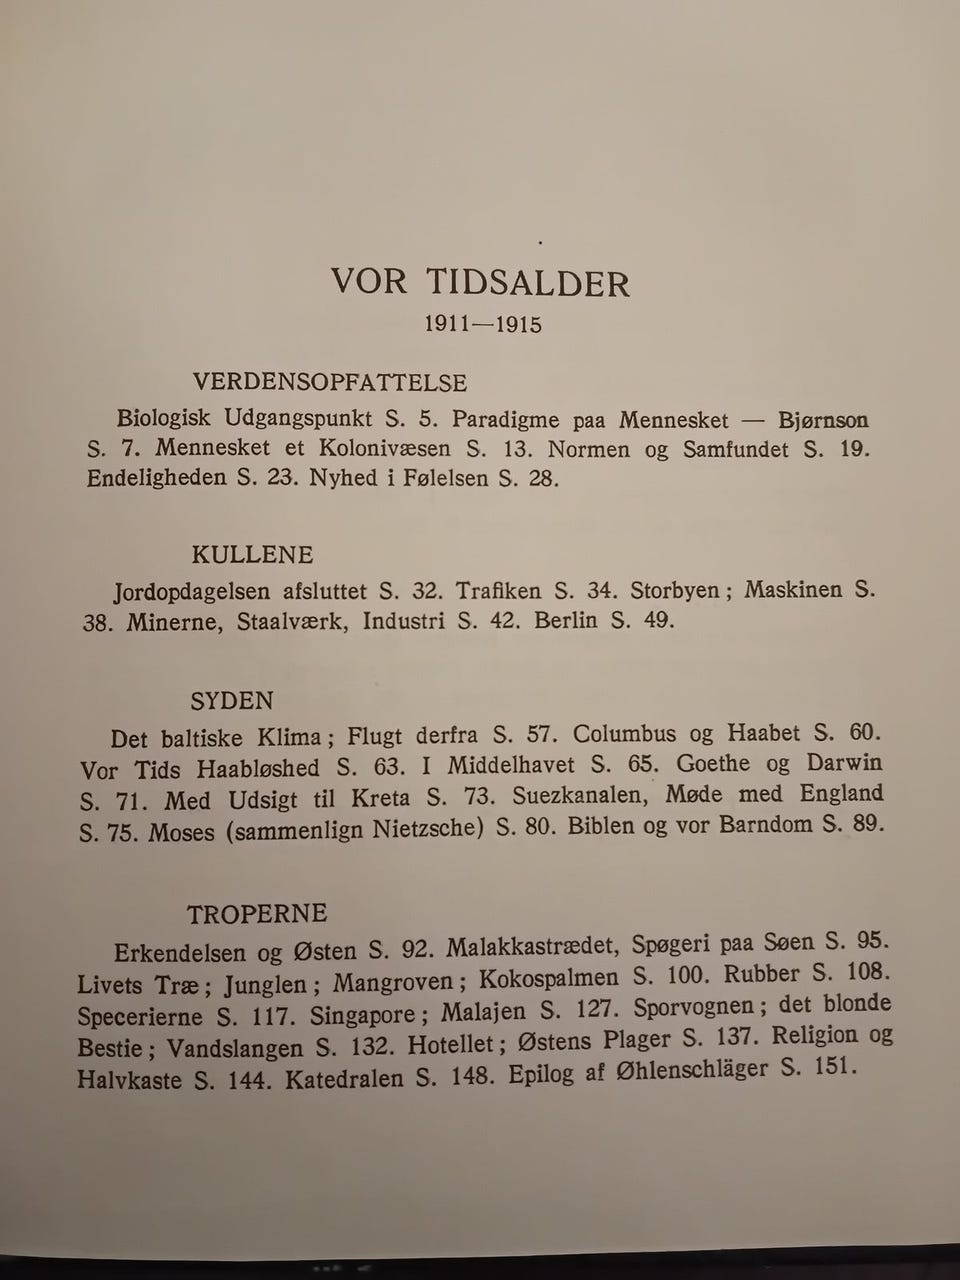 VOR TIDSALDER
1911—1915
VERDENSOPFATTELSE
Biologisk Udgangspunkt S. 5. Paradigme paa Mennesket — Bjørnson
S. 7. Mennesket et Kolonivæsen S. 13. Normen og Samfundet S. 19.
Endeligheden S. 23. Nyhed i Følelsen S. 28.
KULLENE
Jordopdagelsen afsluttet S. 32. Trafiken S. 34. Storbyen; Maskinen S.
38. Minerne, Staalværk, Industri S. 42. Berlin S. 49.
SYDEN
Det baltiske Klima; Flugt derfra S. 57. Columbus og Haabet S. 60.
Vor Tids Haabløshed S. 63. I Middelhavet S. 65. Goethe og Darwin
S. 71. Med Udsigt til Kreta S. 73. Suezkanalen, Møde med England
S. 75. Moses (sammenlign Nietzsche) S. 80. Biblen og vor Barndom S. 89.
TROPERNE
Erkendelsen og Østen S. 92. Malakkastrædet, Spøgeri paa Søen S. 95.
Livets Træ; Junglen; Mangroven; Kokospalmen S. 100. Rubber S. 108.
Specerierne S. 117. Singapore; Malajen S. 127. Sporvognen; det blonde
Bestie; Vandslangen S. 132. Hotellet; Østens Plager S. 137. Religion og
Halvkaste S. 144. Katedralen S. 148. Epilog af Øhlenschläger S. 151.